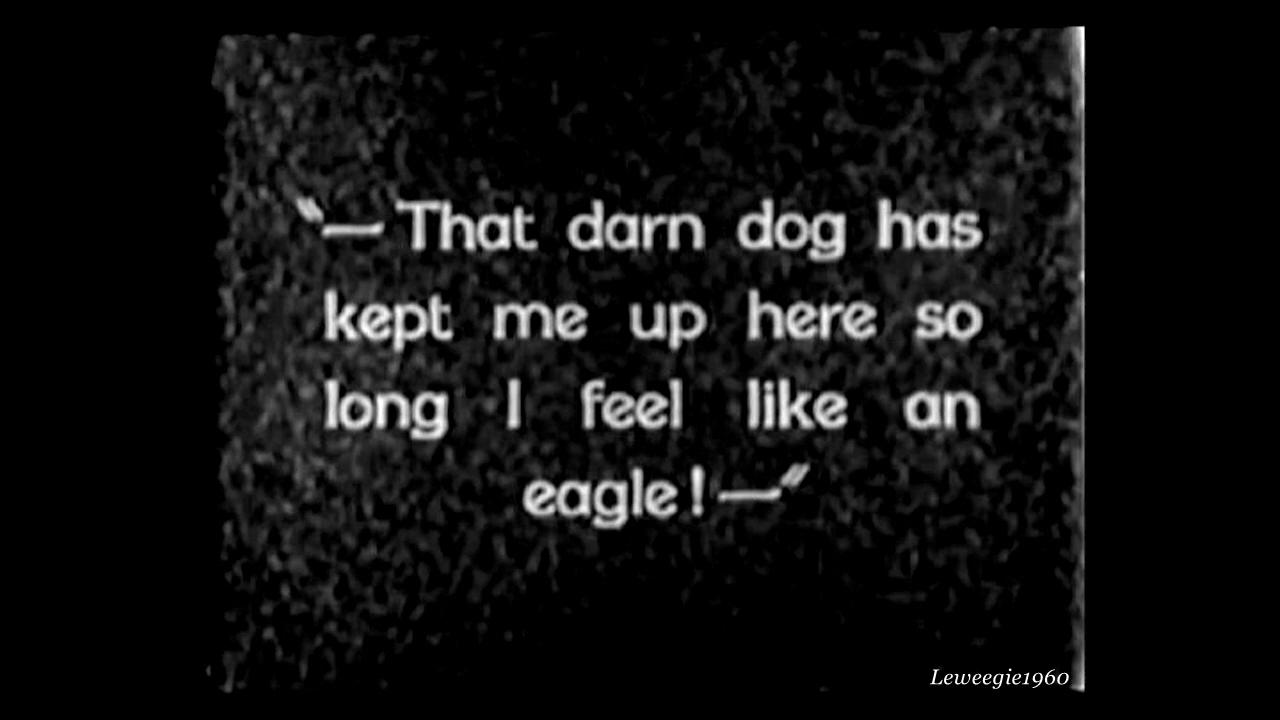 "— That darn dog has
kept me up here so
long I feel like an
eagle! —"
Leweegie1960